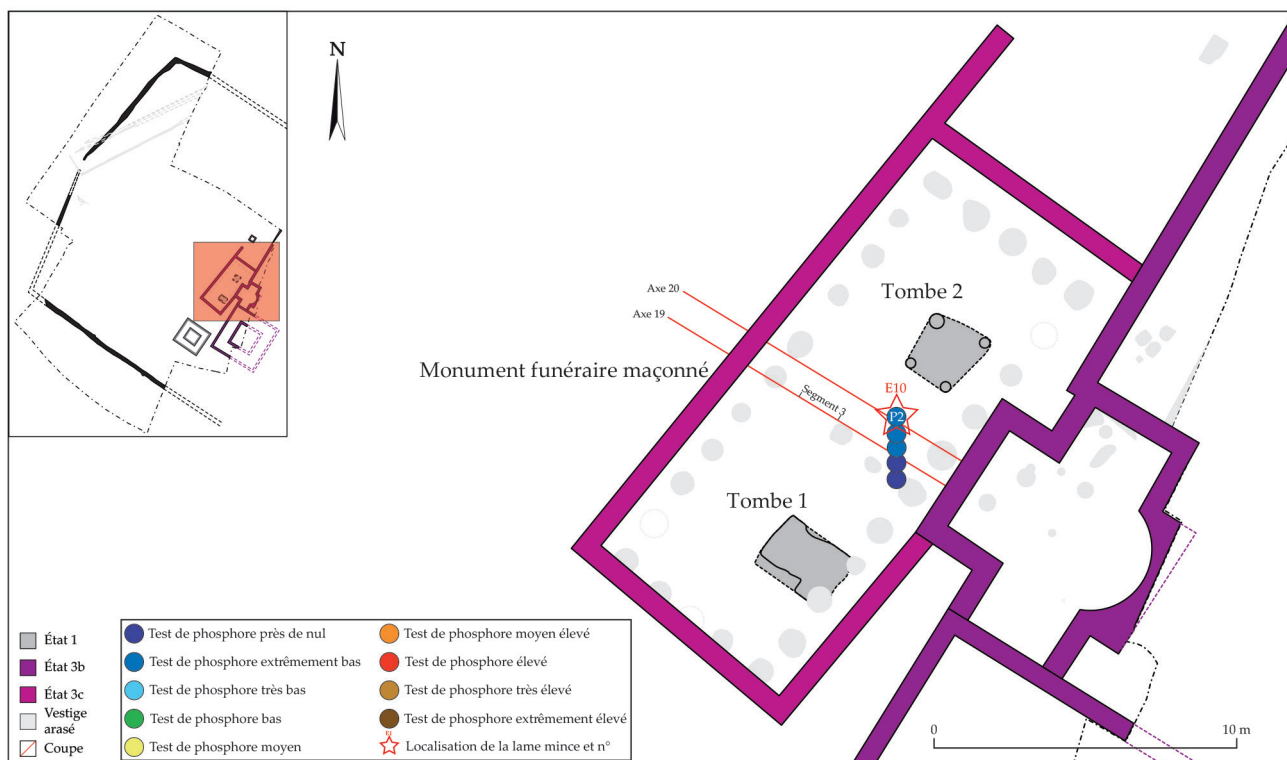 N
Axe 20
Axe 19
Tombe 2
Monument funéraire maçonné
Segment 3
E10
P2
Tombe 1
État 1
État 3b
État 3c
Vestige
arasé
Coupe
Test de phosphore près de nul
Test de phosphore extrêmement bas
Test de phosphore très bas
Test de phosphore bas
Test de phosphore moyen
Test de phosphore moyen élevé
Test de phosphore élevé
Test de phosphore très élevé
Test de phosphore extrêmement élevé
Localisation de la lame mince et n°
0
10 m